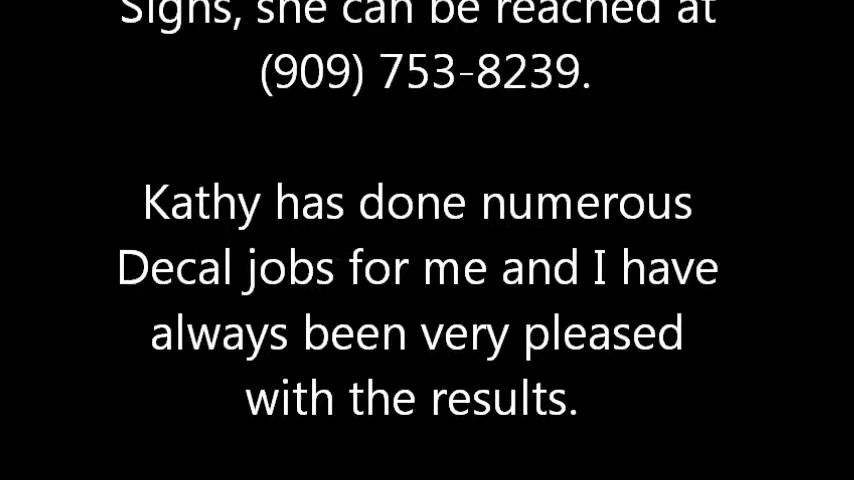 Signs, she can be reached at
(909) 753-8239.
Kathy has done numerous
Decal jobs for me and I have
always been very pleased
with the results.